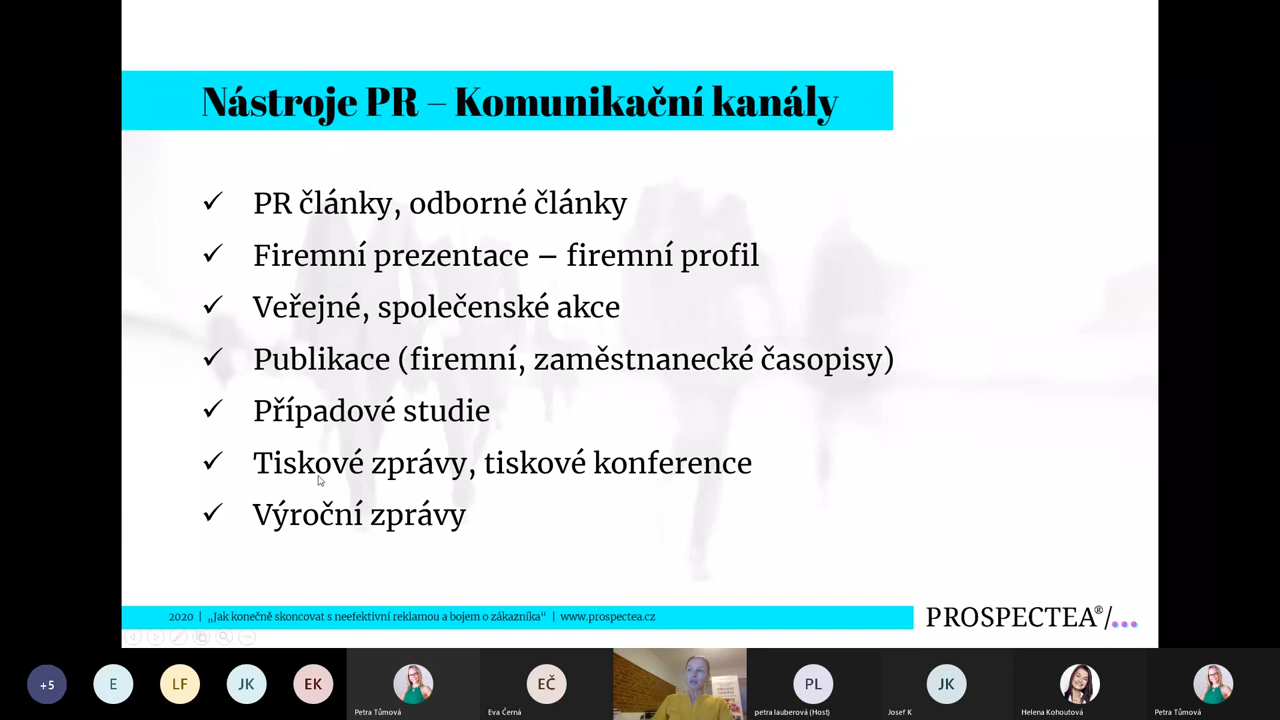 Nástroje PR – Komunikační kanály
PR články, odborné články
Firemní prezentace – firemní profil
Veřejné, společenské akce
Publikace (firemní, zaměstnanecké časopisy)
Případové studie
Tiskové zprávy, tiskové konference
Výroční zprávy
2020 | „Jak konečně skoncovat s neefektivní reklamou a bojem o zákazníka“ | www.prospectea.cz
PROSPECTEA®/...
+5
E
LF
JK
EK
Petra Tůmová
EČ
Eva Černá
PL
petra lauberová (Host)
JK
Josef K
Helena Kohoutová
Petra Tůmová